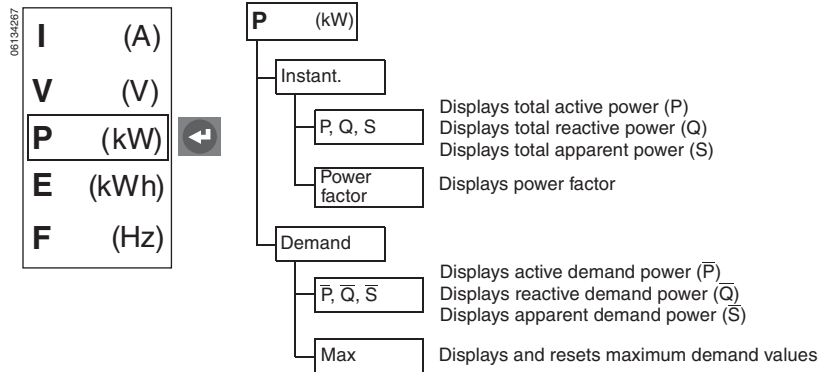 06134267
I (A)
V (V)
P (kW)
E (kWh)
F (Hz)
P (kW)
Instant.
P, Q, S
Displays total active power (P)
Displays total reactive power (Q)
Displays total apparent power (S)
Power
factor
Displays power factor
Demand
P̅, Q̅, S̅
Displays active demand power (P̅)
Displays reactive demand power (Q̅)
Displays apparent demand power (S̅)
Max
Displays and resets maximum demand values